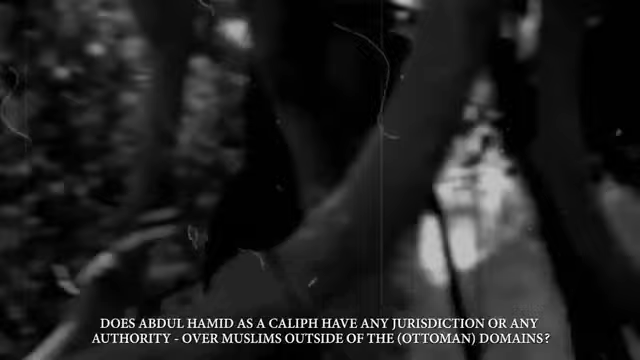 DOES ABDUL HAMID AS A CALIPH HAVE ANY JURISDICTION OR ANY
AUTHORITY - OVER MUSLIMS OUTSIDE OF THE (OTTOMAN) DOMAINS?